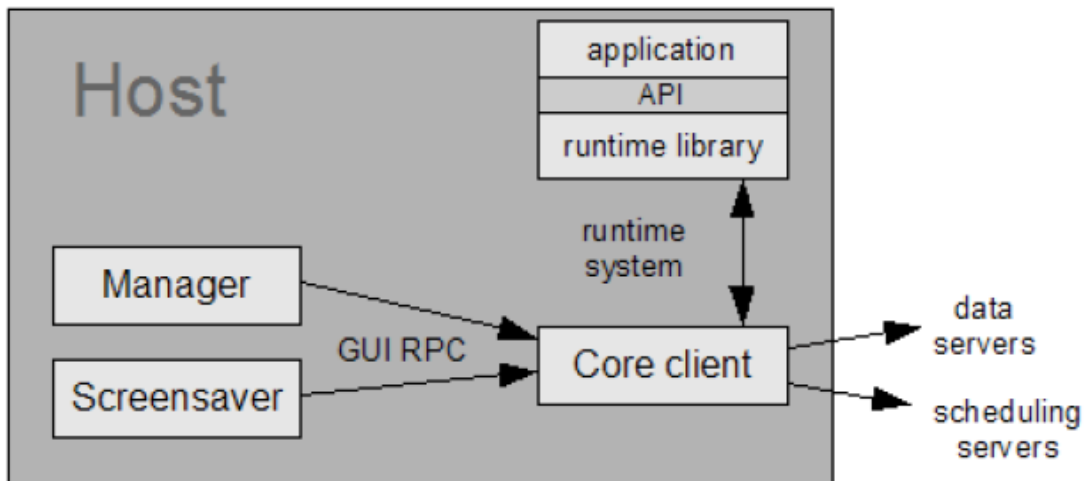 Host
application
API
runtime library
runtime
system
Manager
GUI RPC
Screensaver
Core client
data
servers
scheduling
servers